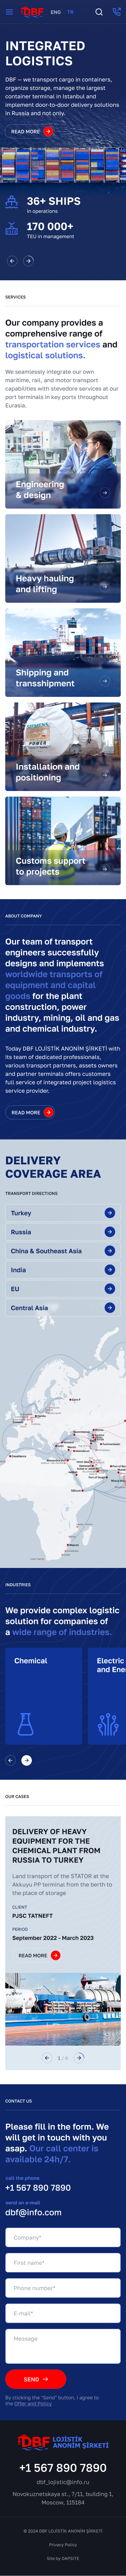 DBF
ENG TR
INTEGRATED
LOGISTICS
DBF — we transport cargo in containers,
organize storage, manage the largest
warehouse in Istanbul and
implement door-to-door delivery solutions
in Russia and not only.
READ MORE
36+ SHIPS
in operations
170 000+
TEU in management
SERVICES
Our company provides a
comprehensive range of
transportation services and
logistical solutions.
We seamlessly integrate our own
maritime, rail, and motor transport
capabilities with stevedore services at our
own port terminals in key ports throughout
Eurasia.
Engineering
& design
Heavy hauling
and lifting
Shipping and
transshipment
SIEMENS
POWER
Installation and
positioning
Customs support
to projects
ABOUT COMPANY
Our team of transport
engineers successfully
designs and implements
worldwide transports of
equipment and capital
goods for the plant
construction, power
industry, mining, oil and gas
and chemical industry.
Today DBF LOJİSTİK ANONİM ŞİRKETİ with
its team of dedicated professionals,
various transport partners, assets owners
and partner terminals offers customers
full service of integrated project logistic
services provider.
READ MORE
DELIVERY
COVERAGE AREA
TRANSPORT DIRECTIONS
Turkey
Russia
China & Southeast Asia
India
EU
Central Asia
Casablanca
INDUSTRIES
We provide complex logistic
solution for companies of
a wide range of industries.
Chemical
Electric
and Ener
OUR CASES
DELIVERY OF HEAVY
EQUIPMENT FOR THE
CHEMICAL PLANT FROM
RUSSIA TO TURKEY
Land transport of the STATOR at the
Akkuyu PP terminal from the berth to
the place of storage
CLIENT
PJSC TATNEFT
PERIOD
September 2022 - March 2023
READ MORE
CONTACT US
Please fill in the form. We
will get in touch with you
asap. Our call center is
available 24h/7.
call the phone
+1 567 890 7890
send an e-mail
dbf@info.com
Company*
First name*
Phone number*
E-mail*
Message
SEND
By clicking the "Send" button, I agree to
the Offer and Policy
DBF LOJİSTİK
ANONİM ŞİRKETİ
+1 567 890 7890
dbf_lojistic@info.ru
Novokuznetskaya st., 7/11, building 1,
Moscow, 115184
© 2024 DBF LOJİSTİK ANONİM ŞİRKETİ
Privacy Policy
Site by DAPSITE